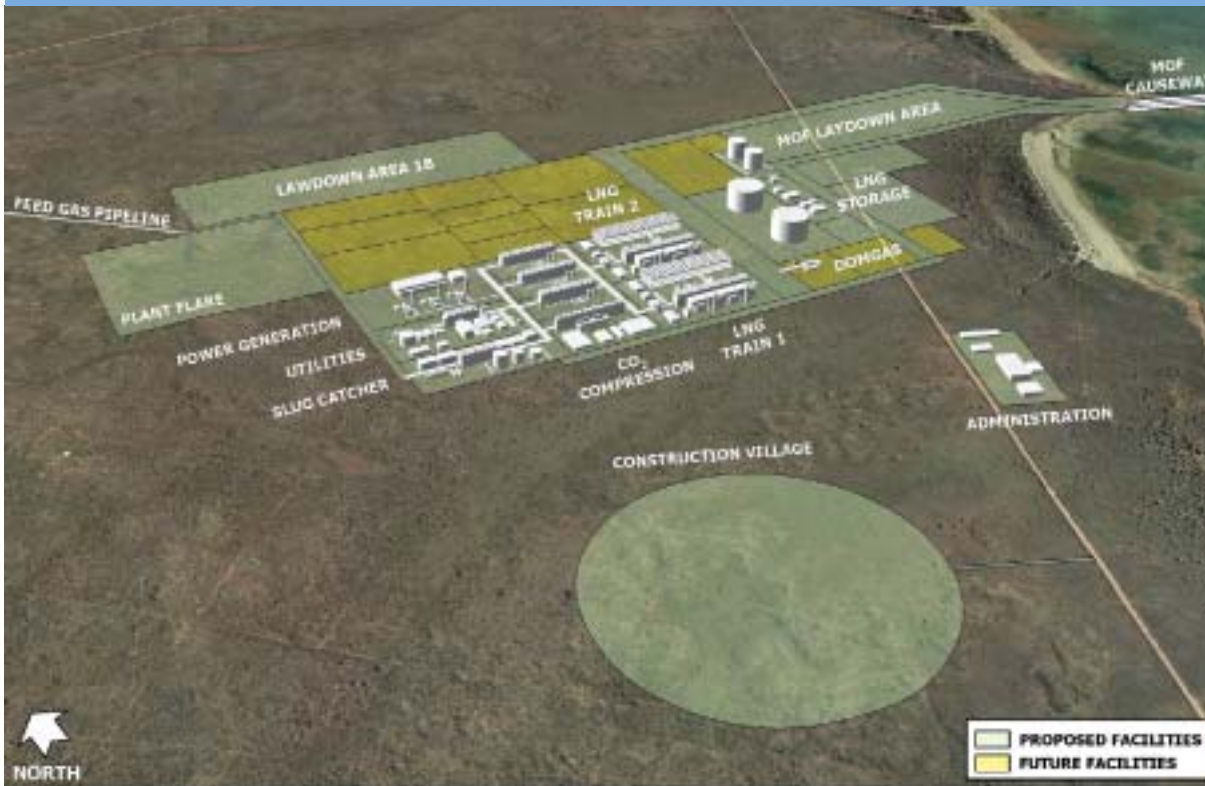 MOF
CAUSEWA
MOF LAYDOWN AREA
LAWDOWN AREA 1B
LNG
STORAGE
LNG
TRAIN 2
FEED GAS PIPELINE
DOMGAS
PLANT FLARE
POWER GENERATION
UTILITIES
SLUG CATCHER
CO2
COMPRESSION
LNG
TRAIN 1
ADMINISTRATION
CONSTRUCTION VILLAGE
NORTH
PROPOSED FACILITIES
FUTURE FACILITIES